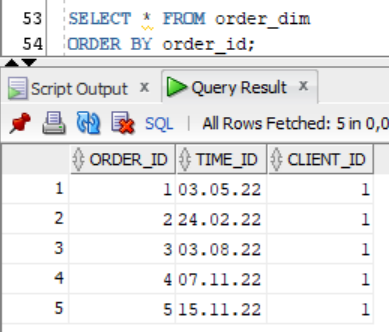 53 SELECT * FROM order_dim
54 ORDER BY order_id;
Script Output x Query Result x
SQL | All Rows Fetched: 5 in 0,0
ORDER_ID TIME_ID CLIENT_ID
1 1 03.05.22 1
2 2 24.02.22 1
3 3 03.08.22 1
4 4 07.11.22 1
5 5 15.11.22 1